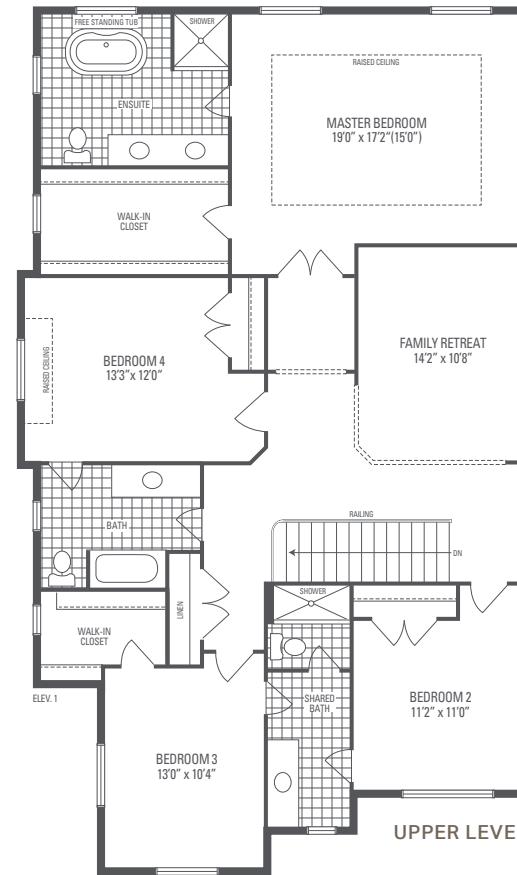 FREE STANDING TUB
SHOWER
RAISED CEILING
ENSUITE
MASTER BEDROOM
19'0" x 17'2"(15'0")
WALK-IN
CLOSET
FAMILY RETREAT
14'2" x 10'8"
BEDROOM 4
13'3" x 12'0"
RAISED CEILING
RAILING
BATH
DN
SHOWER
LINEN
WALK-IN
CLOSET
ELEV. 1
SHARED
BATH
BEDROOM 2
11'2" x 11'0"
BEDROOM 3
13'0" x 10'4"
UPPER LEVE